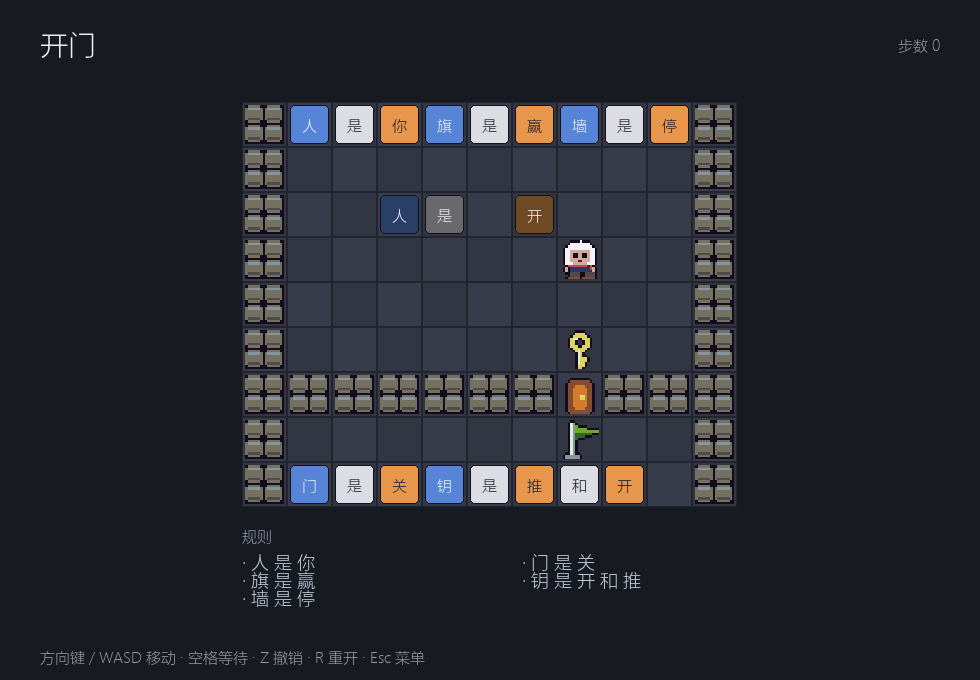 开门
步数 0
人 是 你 旗 是 赢 墙 是 停
人 是 开
门 是 关 钥 是 推 和 开
规则
· 人 是 你
· 旗 是 赢
· 墙 是 停
· 门 是 关
· 钥 是 开 和 推
方向键 / WASD 移动 · 空格等待 · Z 撤销 · R 重开 · Esc 菜单